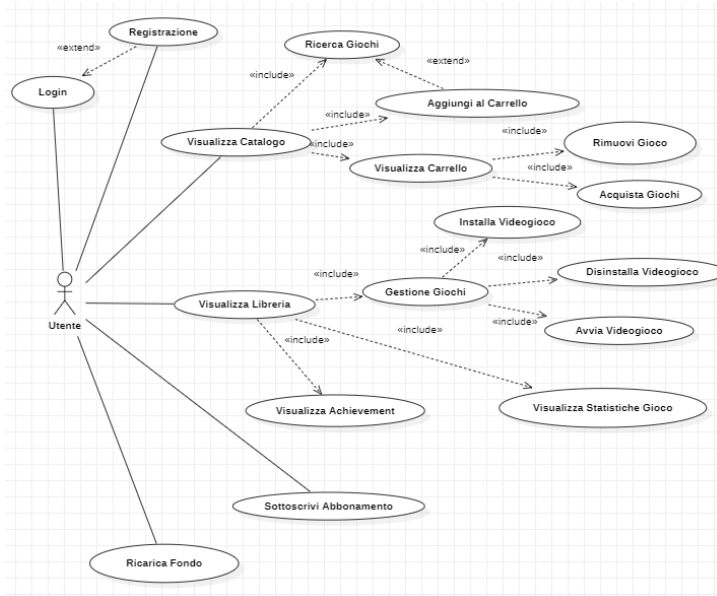 Registrazione
«extend»
Login
Ricerca Giochi
«include»
«extend»
Aggiungi al Carrello
«include»
Visualizza Catalogo
«include»
Visualizza Carrello
«include»
Rimuovi Gioco
«include»
Acquista Giochi
Installa Videogioco
«include»
«include»
Disinstalla Videogioco
Utente
Visualizza Libreria
«include»
Gestione Giochi
«include»
Avvia Videogioco
«include»
«include»
Visualizza Achievement
Visualizza Statistiche Gioco
Sottoscrivi Abbonamento
Ricarica Fondo